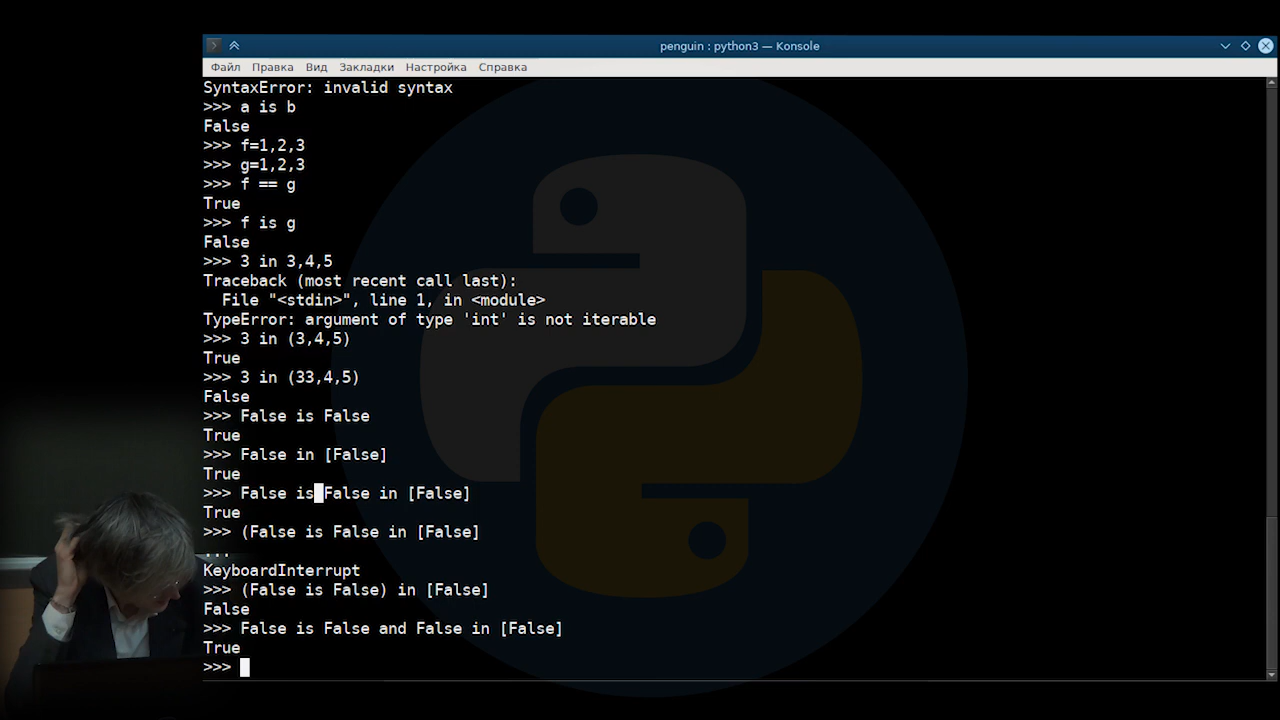 penguin : python3 — Konsole
Файл Правка Вид Закладки Настройка Справка
SyntaxError: invalid syntax
>>> a is b
False
>>> f=1,2,3
>>> g=1,2,3
>>> f == g
True
>>> f is g
False
>>> 3 in 3,4,5
Traceback (most recent call last):
  File "<stdin>", line 1, in <module>
TypeError: argument of type 'int' is not iterable
>>> 3 in (3,4,5)
True
>>> 3 in (33,4,5)
False
>>> False is False
True
>>> False in [False]
True
>>> False is False in [False]
True
>>> (False is False in [False]
...
KeyboardInterrupt
>>> (False is False) in [False]
False
>>> False is False and False in [False]
True
>>>